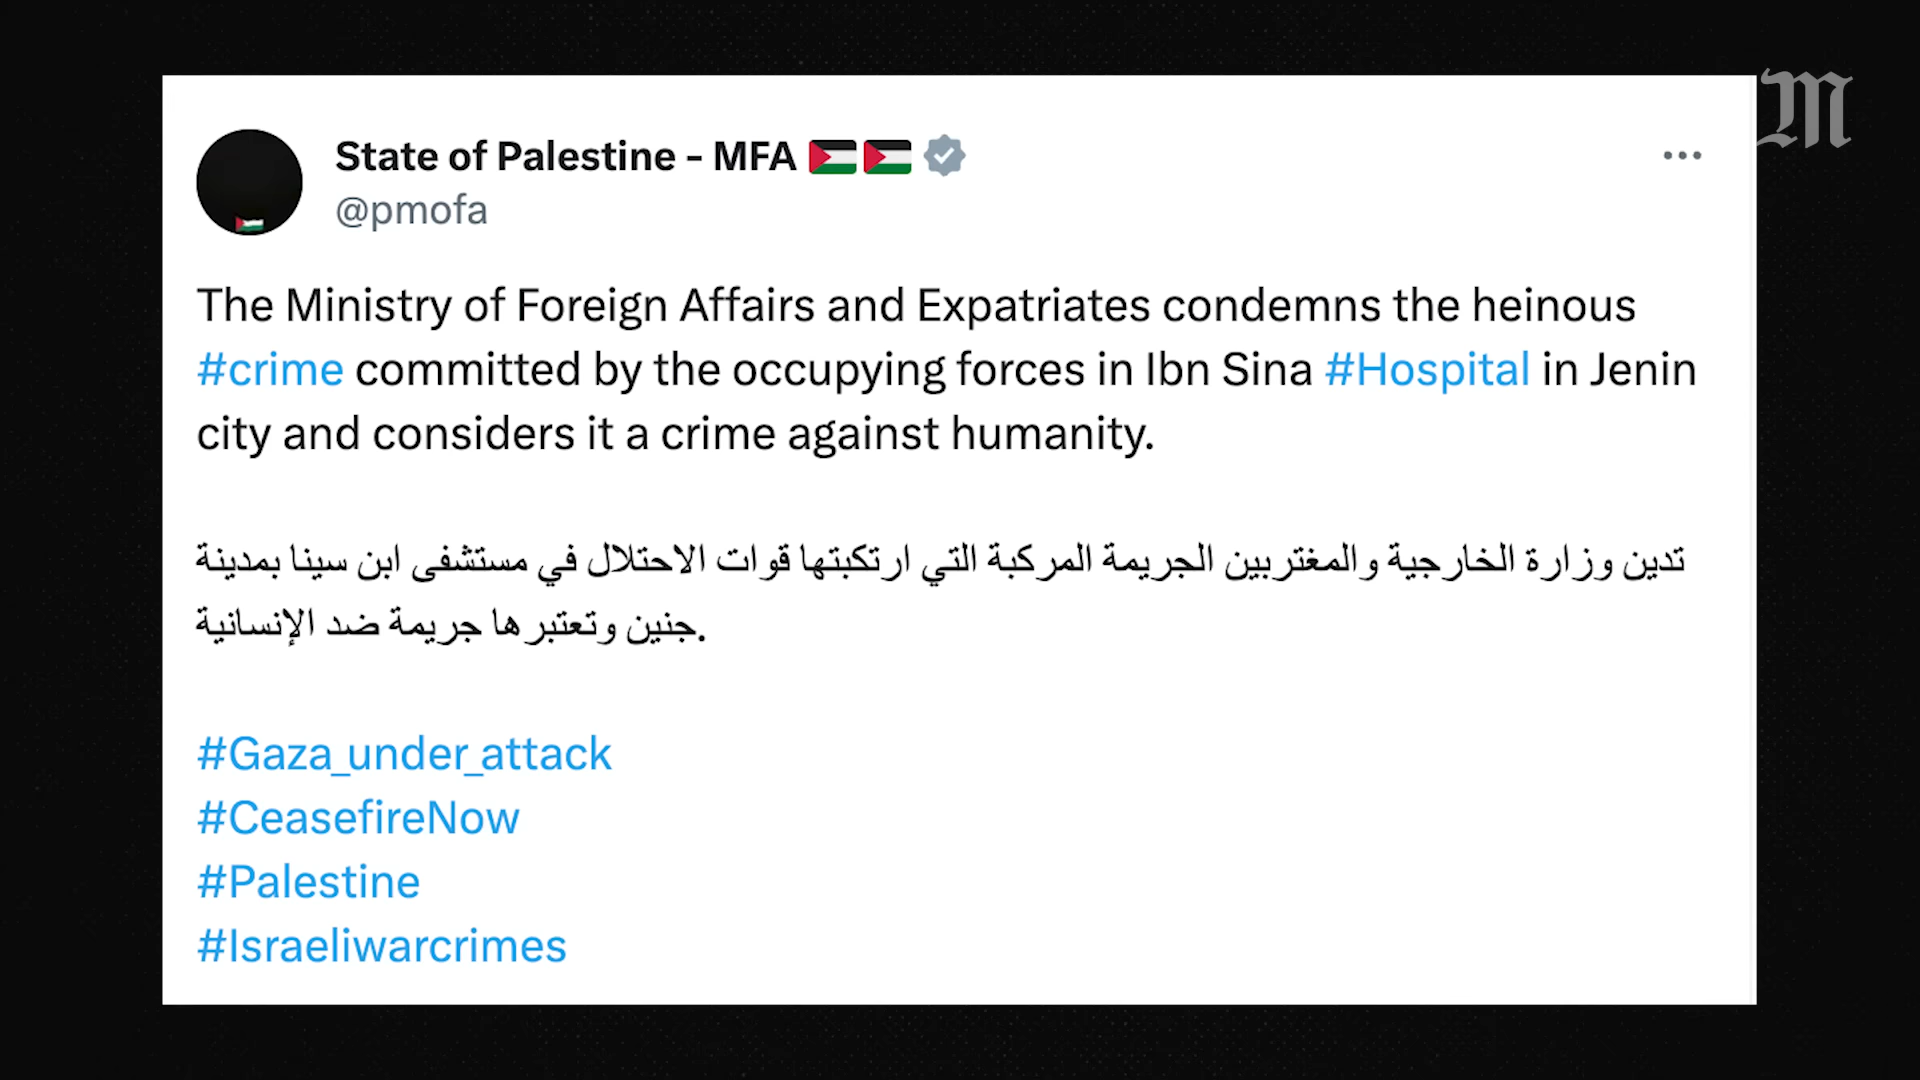 M
State of Palestine - MFA 🇵🇸🇵🇸
@pmofa
The Ministry of Foreign Affairs and Expatriates condemns the heinous
#crime committed by the occupying forces in Ibn Sina #Hospital in Jenin
city and considers it a crime against humanity.
تدين وزارة الخارجية والمغتربين الجريمة المركبة التي ارتكبتها قوات الاحتلال في مستشفى ابن سينا بمدينة
جنين وتعتبرها جريمة ضد الإنسانية.
#Gaza_under_attack
#CeasefireNow
#Palestine
#Israeliwarcrimes